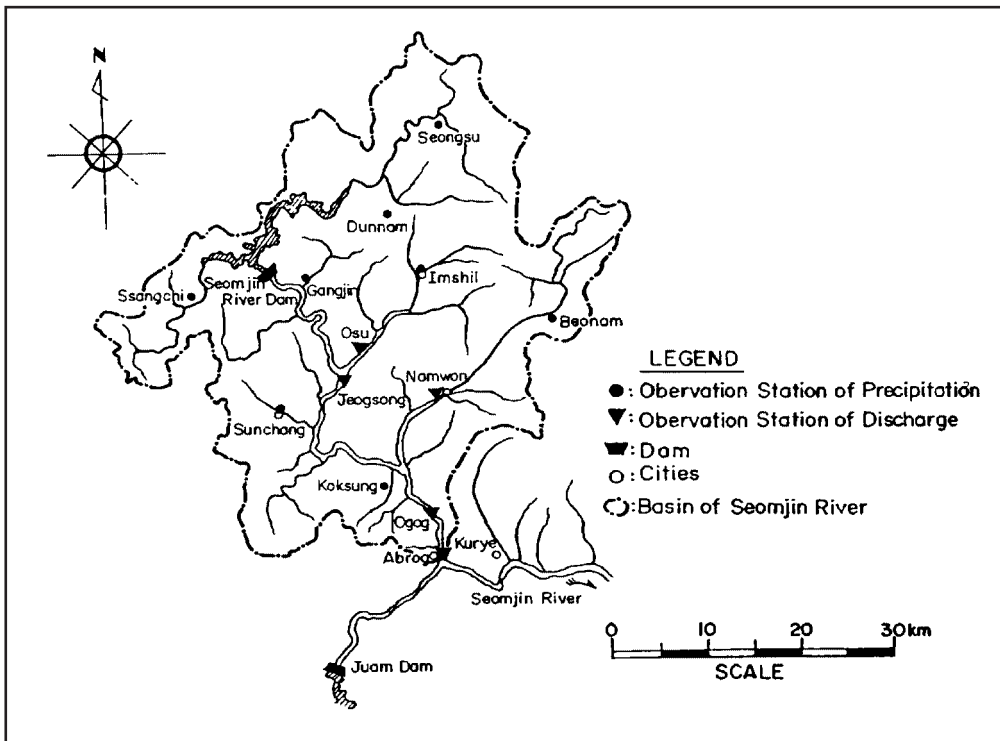 N
Seongsu
Dunnam
Imshil
Seomjin
River Dam
Gangjin
Ssangchi
Beonam
Osu
Namwon
Jeogsong
Sunchang
Koksung
Ogog
Abrog
Kurye
Seomjin River
Juam Dam
LEGEND
●: Obervation Station of Precipitation
▼: Obervation Station of Discharge
: Dam
○: Cities
: Basin of Seomjin River
0 10 20 30km
SCALE